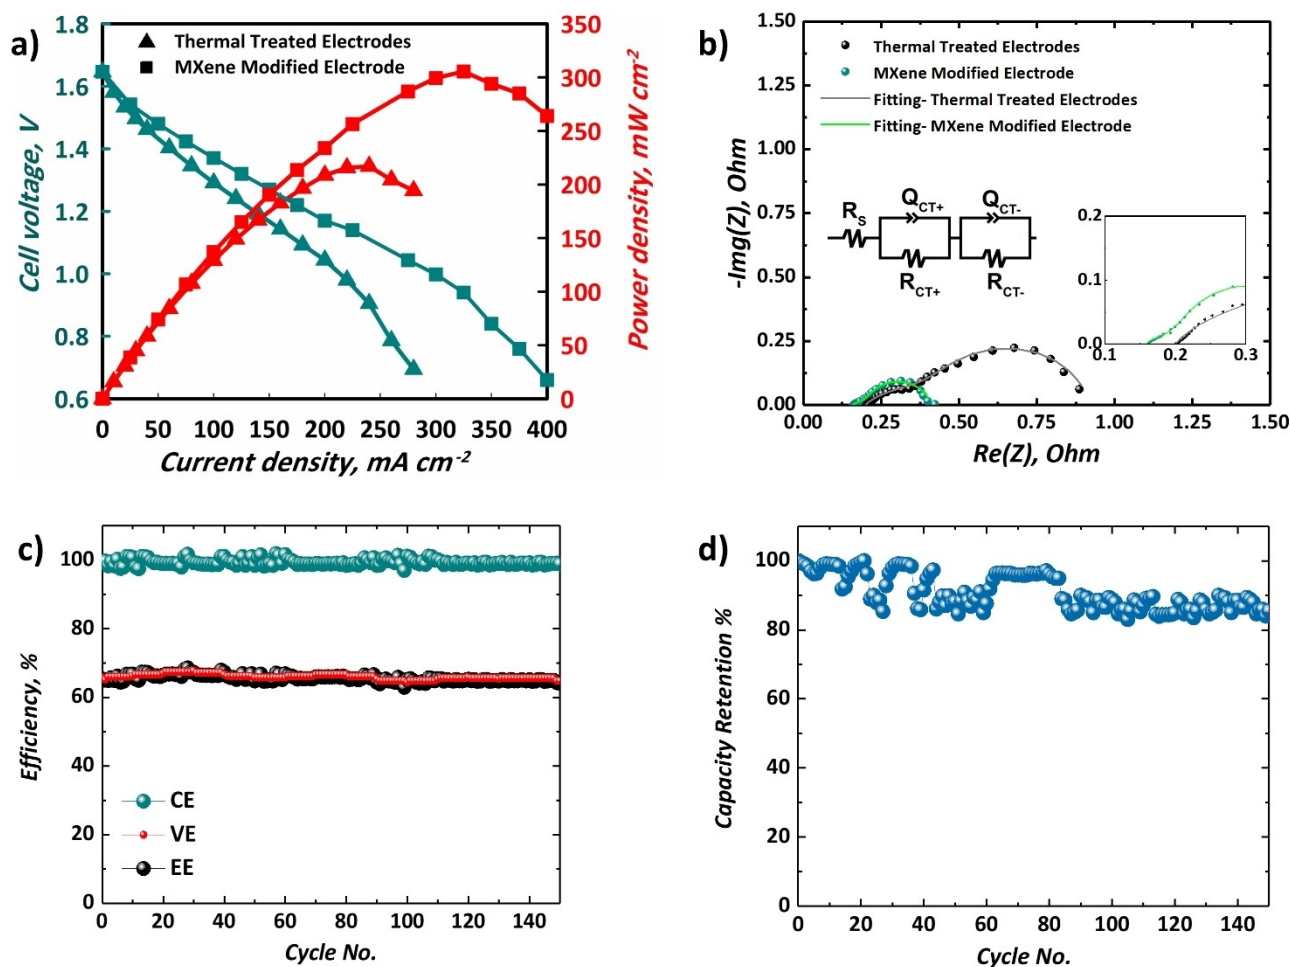 a)
1.8
1.6
1.4
1.2
1.0
0.8
0.6
Cell voltage, V
Thermal Treated Electrodes
MXene Modified Electrode
350
300
250
200
150
100
50
0
Power density, mW cm-2
0 50 100 150 200 250 300 350 400
Current density, mA cm-2
b)
1.50
1.25
1.00
0.75
0.50
0.25
0.00
-Img(Z), Ohm
Thermal Treated Electrodes
MXene Modified Electrode
Fitting- Thermal Treated Electrodes
Fitting- MXene Modified Electrode
RS
QCT+
QCT-
RCT+
RCT-
0.2
0.1
0.0
0.1 0.2 0.3
0.00 0.25 0.50 0.75 1.00 1.25 1.50
Re(Z), Ohm
c)
100
80
60
40
20
0
Efficiency, %
CE
VE
EE
0 20 40 60 80 100 120 140
Cycle No.
d)
100
80
60
40
20
0
Capacity Retention %
0 20 40 60 80 100 120 140
Cycle No.